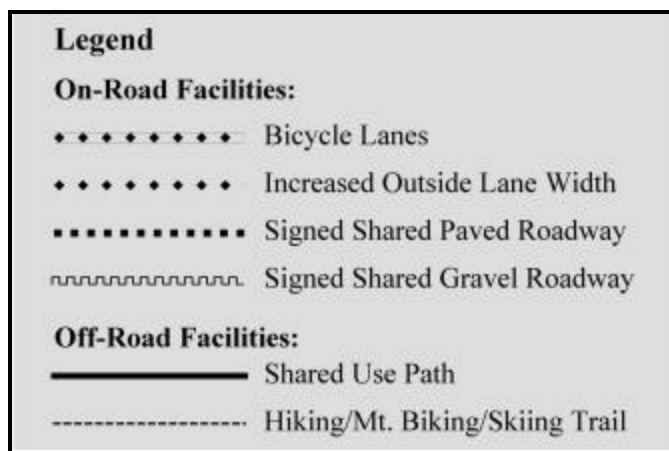 Legend
On-Road Facilities:
Bicycle Lanes
Increased Outside Lane Width
Signed Shared Paved Roadway
Signed Shared Gravel Roadway
Off-Road Facilities:
Shared Use Path
Hiking/Mt. Biking/Skiing Trail